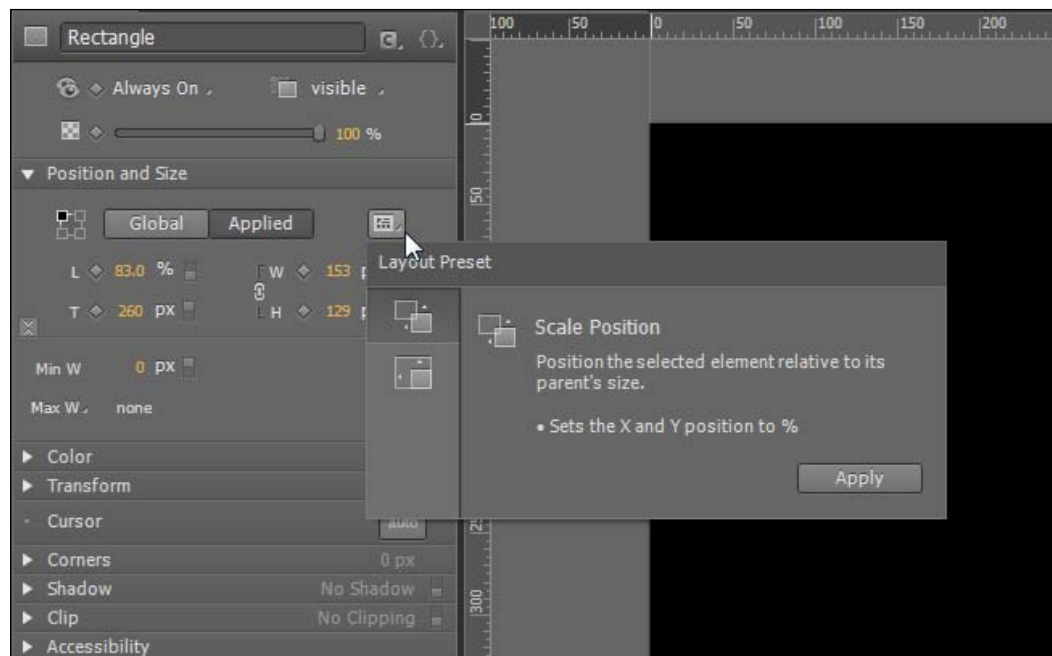 Rectangle
100 50 0 50 100 150 200
Always On
visible
100 %
0
Position and Size
50
Global Applied
L 83.0 % W 153
T 260 px H 129
Layout Preset
Scale Position
Position the selected element relative to its
parent's size.
• Sets the X and Y position to %
Apply
Min W 0 px
Max W none
Color
Transform
Cursor
auto
Corners 0 px
Shadow No Shadow
300
Clip No Clipping
Accessibility